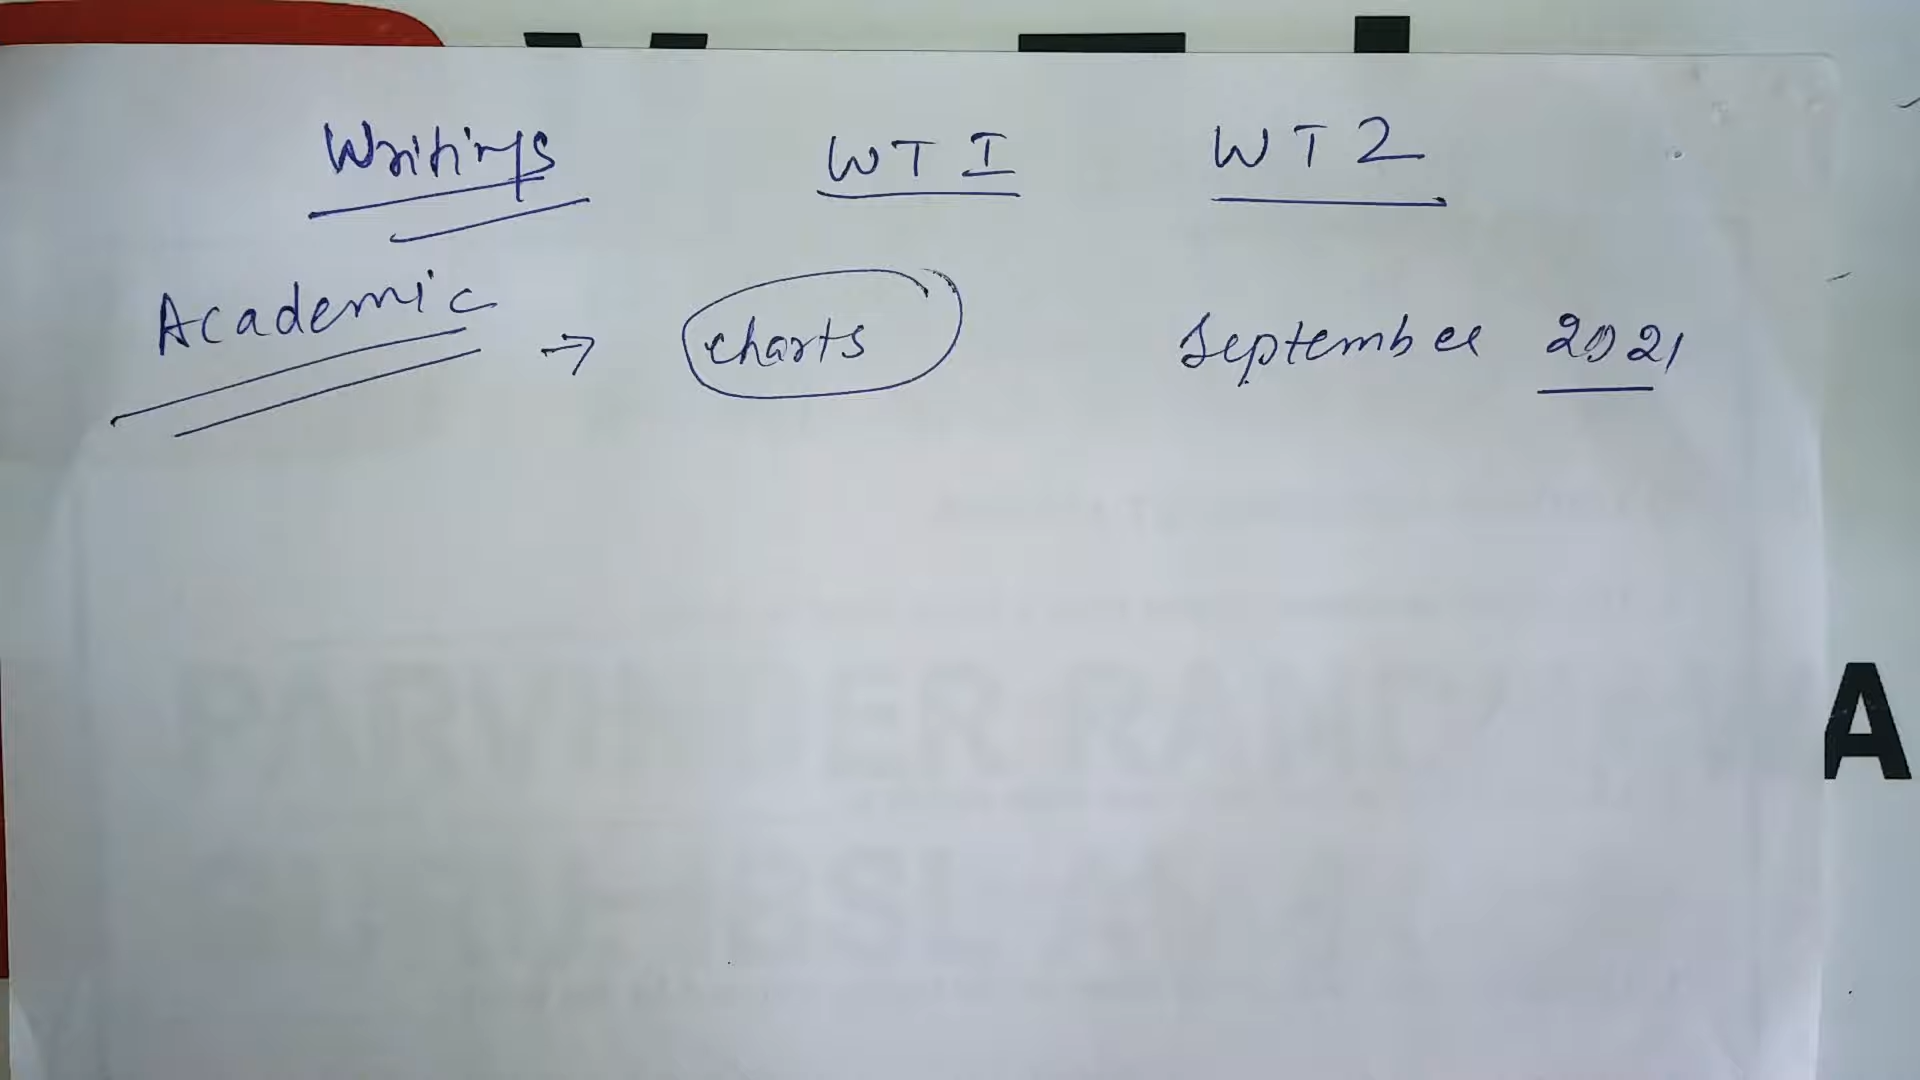 Writings WT I WT 2
Academic → charts September 2021
A